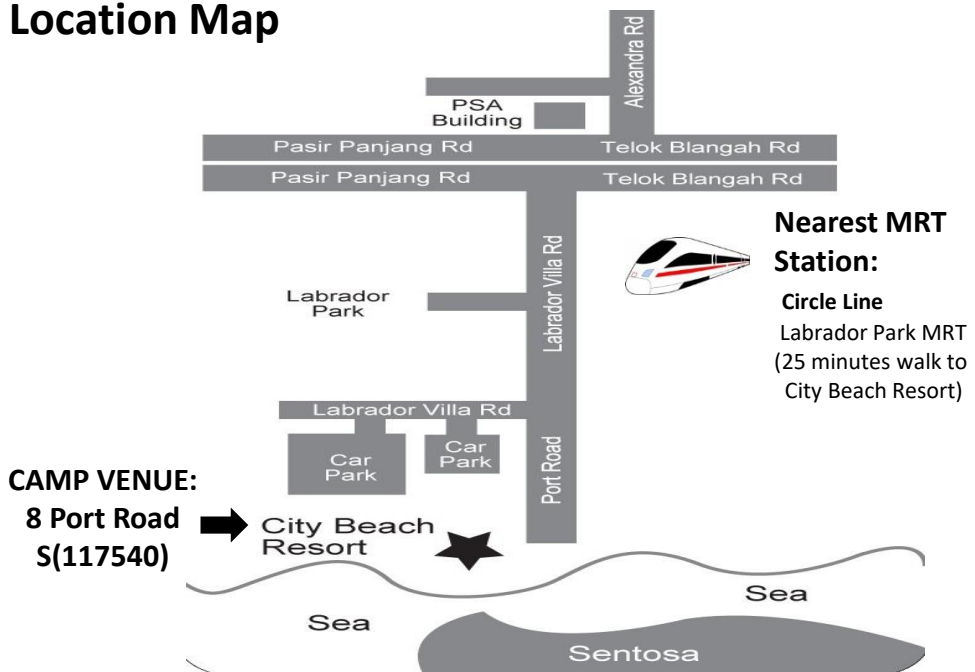 Location Map
Alexandra Rd
PSA
Building
Pasir Panjang Rd
Telok Blangah Rd
Pasir Panjang Rd
Telok Blangah Rd
Labrador Villa Rd
Nearest MRT
Station:
Circle Line
Labrador Park MRT
(25 minutes walk to
City Beach Resort)
Labrador
Park
Labrador Villa Rd
Car
Park
Car
Park
Port Road
CAMP VENUE:
8 Port Road
S(117540)
City Beach
Resort
Sea
Sea
Sentosa